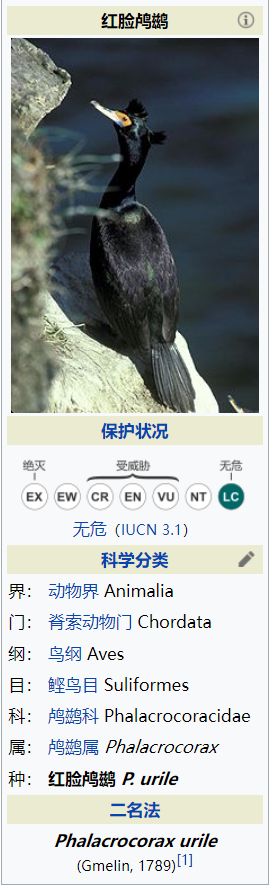 红脸鸬鹚
保护状况
绝灭 受威胁 无危
EX EW CR EN VU NT LC
无危（IUCN 3.1）
科学分类
界： 动物界 Animalia
门： 脊索动物门 Chordata
纲： 鸟纲 Aves
目： 鲣鸟目 Suliformes
科： 鸬鹚科 Phalacrocoracidae
属： 鸬鹚属 Phalacrocorax
种： 红脸鸬鹚 P. urile
二名法
Phalacrocorax urile
(Gmelin, 1789)[1]